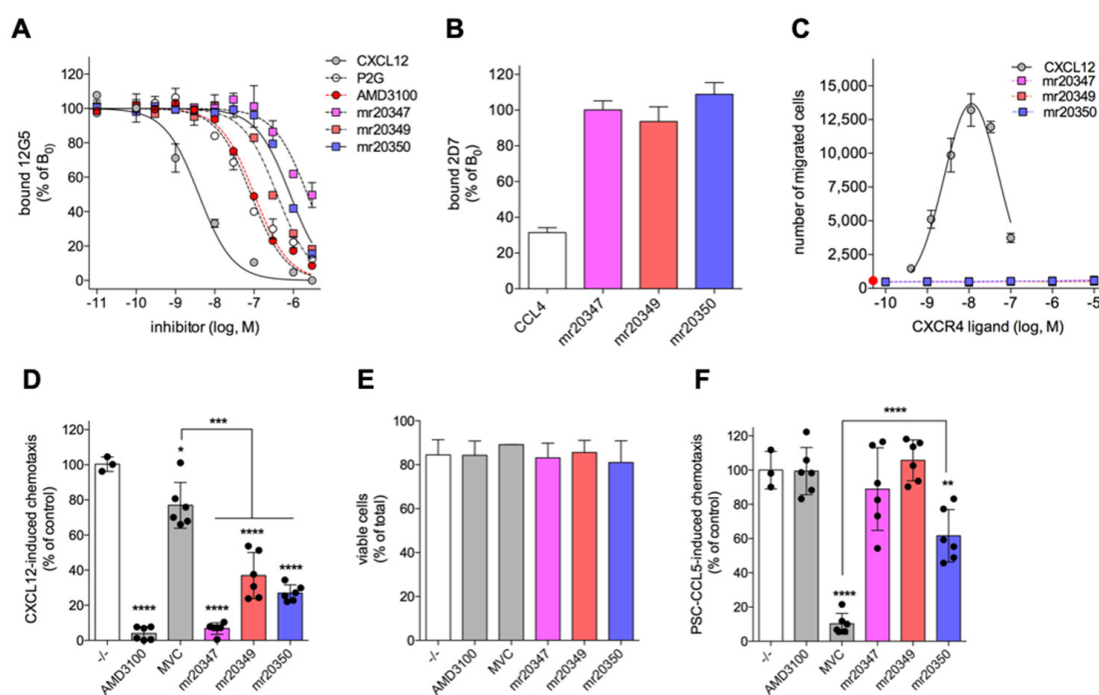 A
bound 12G5
(% of B0)
120
100
80
60
40
20
0
-11
-10
-9
-8
-7
-6
inhibitor (log, M)
CXCL12
P2G
AMD3100
mr20347
mr20349
mr20350
B
bound 2D7
(% of B0)
120
100
80
60
40
20
0
CCL4
mr20347
mr20349
mr20350
C
number of migrated cells
15,000
12,500
10,000
7,500
5,000
2,500
0
-10
-9
-8
-7
-6
-5
CXCR4 ligand (log, M)
CXCL12
mr20347
mr20349
mr20350
D
CXCL12-induced chemotaxis
(% of control)
120
100
80
60
40
20
0
***
*
****
****
****
****
-/-
AMD3100
MVC
mr20347
mr20349
mr20350
E
viable cells
(% of total)
100
80
60
40
20
0
-/-
AMD3100
MVC
mr20347
mr20349
mr20350
F
PSC-CCL5-induced chemotaxis
(% of control)
120
100
80
60
40
20
0
****
**
****
-/-
AMD3100
MVC
mr20347
mr20349
mr20350